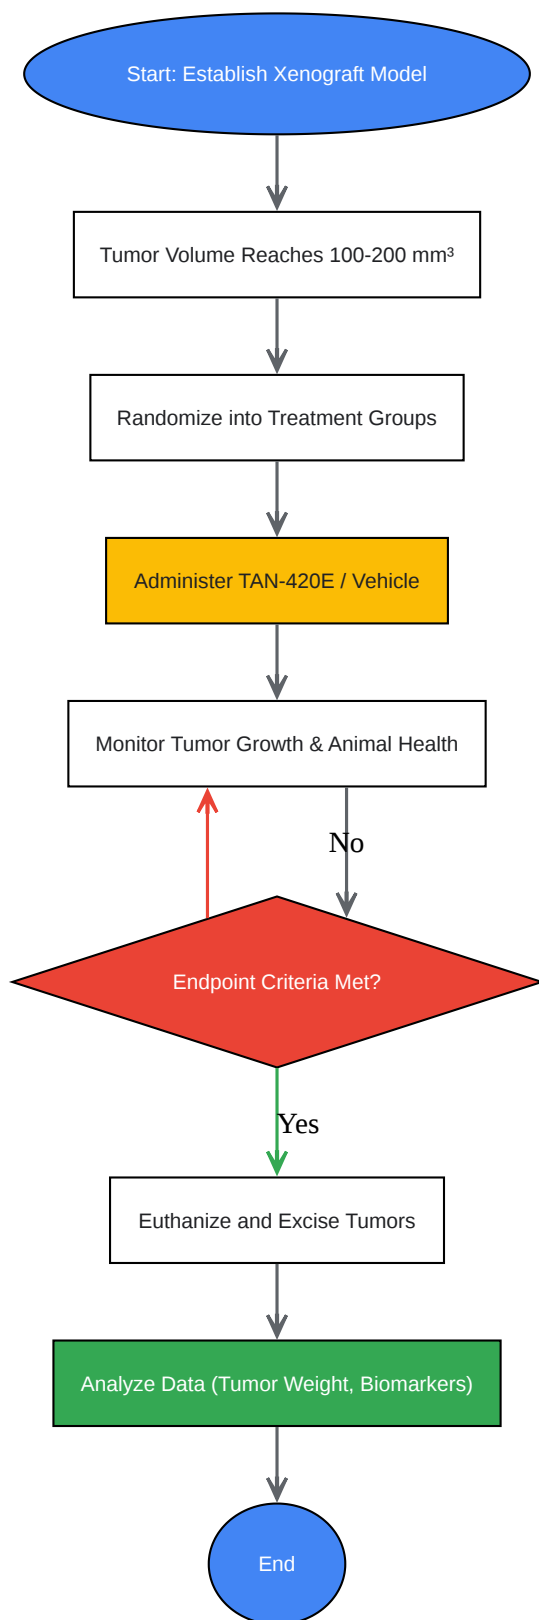 Start: Establish Xenograft Model
Tumor Volume Reaches 100-200 mm³
Randomize into Treatment Groups
Administer TAN-420E / Vehicle
Monitor Tumor Growth & Animal Health
No
Endpoint Criteria Met?
Yes
Euthanize and Excise Tumors
Analyze Data (Tumor Weight, Biomarkers)
End